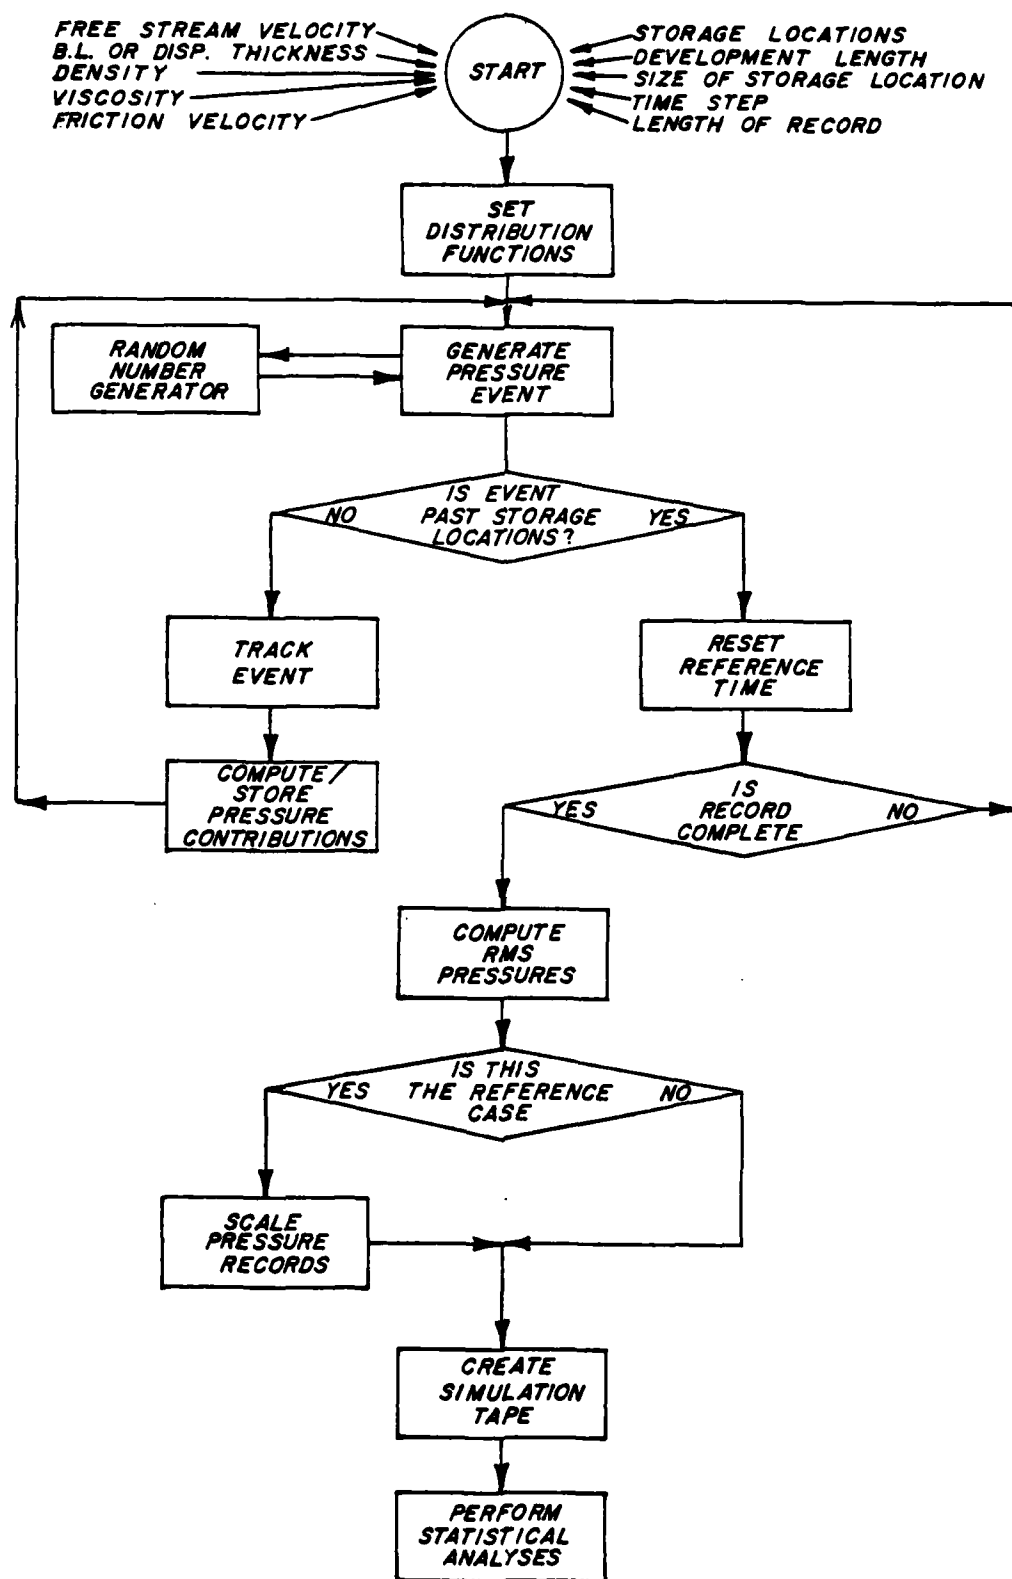 FREE STREAM VELOCITY
B.L. OR DISP. THICKNESS
DENSITY
VISCOSITY
FRICTION VELOCITY
START
STORAGE LOCATIONS
DEVELOPMENT LENGTH
SIZE OF STORAGE LOCATION
TIME STEP
LENGTH OF RECORD
SET
DISTRIBUTION
FUNCTIONS
RANDOM
NUMBER
GENERATOR
GENERATE
PRESSURE
EVENT
IS EVENT
PAST STORAGE
LOCATIONS?
NO
YES
TRACK
EVENT
RESET
REFERENCE
TIME
COMPUTE/
STORE
PRESSURE
CONTRIBUTIONS
IS
RECORD
COMPLETE
YES
NO
COMPUTE
RMS
PRESSURES
IS THIS
THE REFERENCE
CASE
YES
NO
SCALE
PRESSURE
RECORDS
CREATE
SIMULATION
TAPE
PERFORM
STATISTICAL
ANALYSES